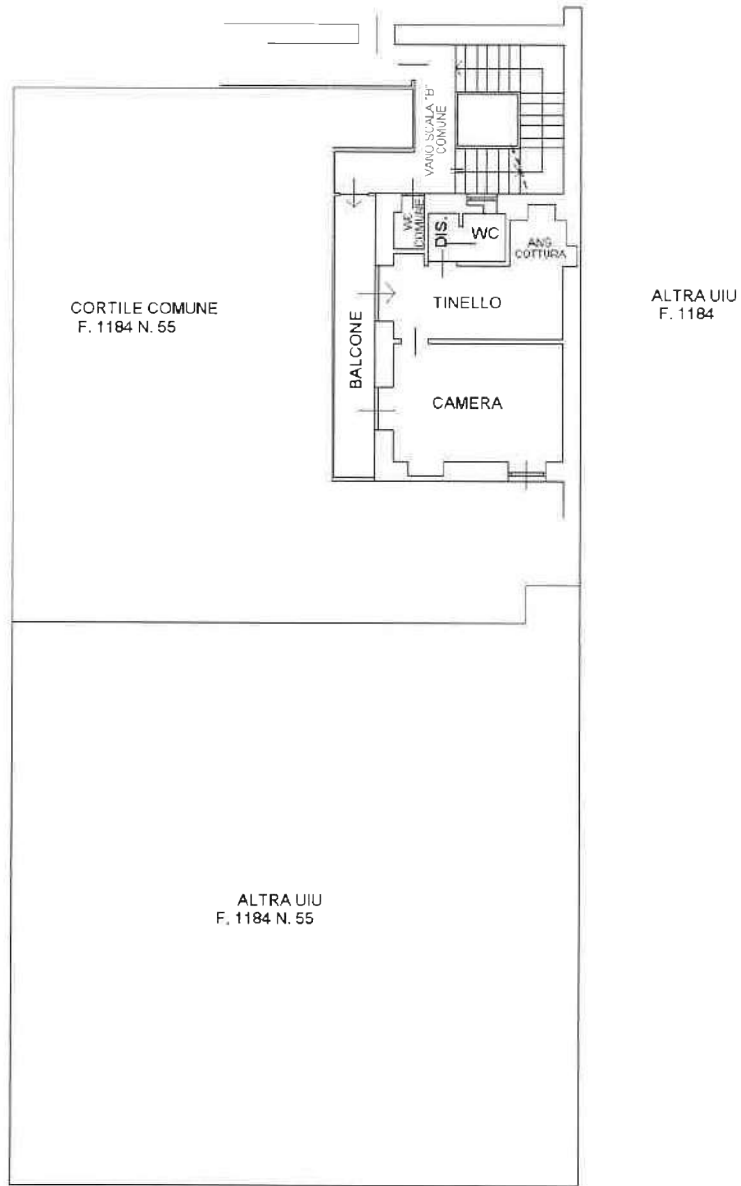 VANO SCALA "B"
COMUNE
WC
COMUNE
DIS.
WC
ANG
COTTURA
CORTILE COMUNE
F. 1184 N. 55
BALCONE
TINELLO
ALTRA UIU
F. 1184
CAMERA
ALTRA UIU
F. 1184 N. 55